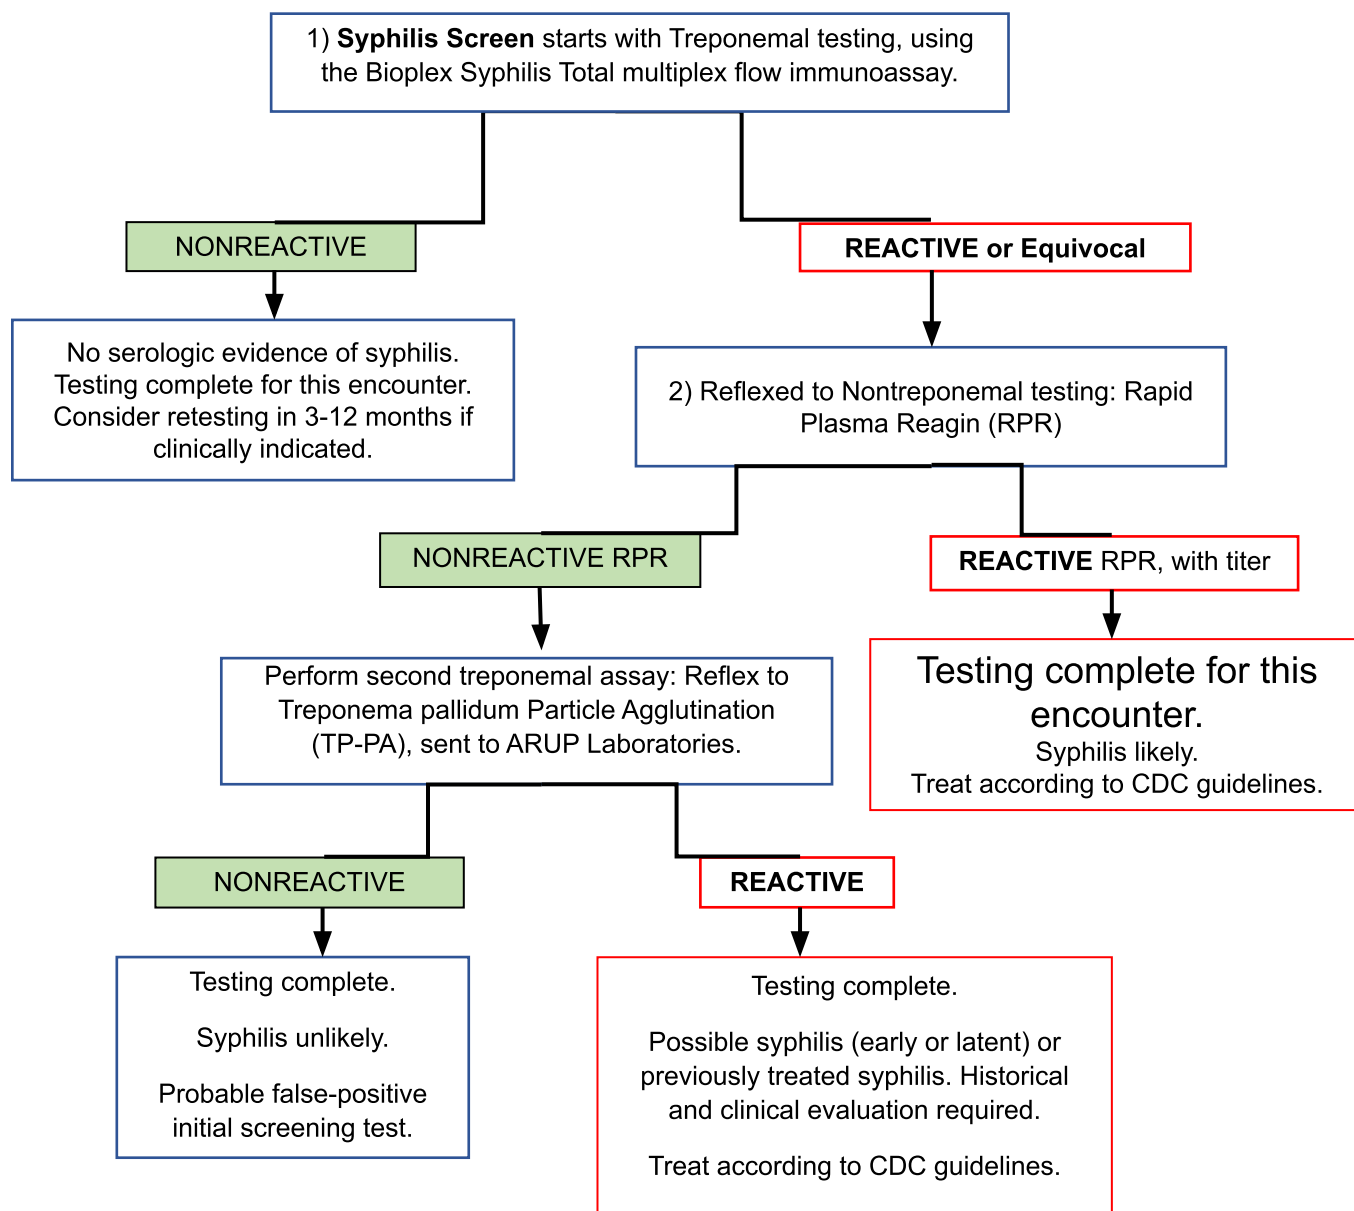 1) Syphilis Screen starts with Treponemal testing, using
the Bioplex Syphilis Total multiplex flow immunoassay.
NONREACTIVE
REACTIVE or Equivocal
No serologic evidence of syphilis.
Testing complete for this encounter.
Consider retesting in 3-12 months if
clinically indicated.
2) Reflexed to Nontreponemal testing: Rapid
Plasma Reagin (RPR)
NONREACTIVE RPR
REACTIVE RPR, with titer
Perform second treponemal assay: Reflex to
Treponema pallidum Particle Agglutination
(TP-PA), sent to ARUP Laboratories.
Testing complete for this
encounter.
Syphilis likely.
Treat according to CDC guidelines.
NONREACTIVE
REACTIVE
Testing complete.
Syphilis unlikely.
Probable false-positive
initial screening test.
Testing complete.
Possible syphilis (early or latent) or
previously treated syphilis. Historical
and clinical evaluation required.
Treat according to CDC guidelines.